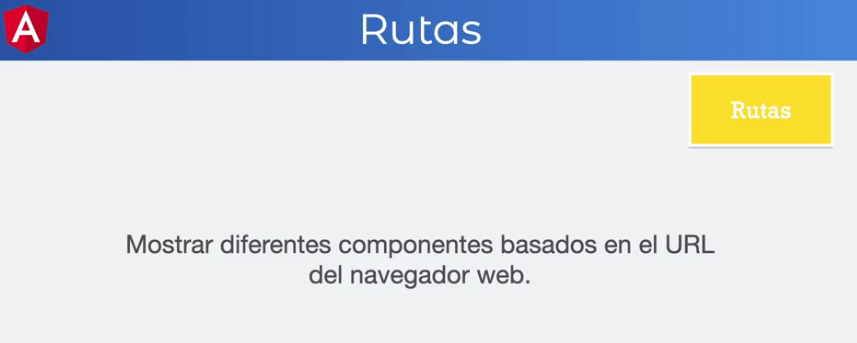 Rutas
Rutas
Mostrar diferentes componentes basados en el URL
del navegador web.